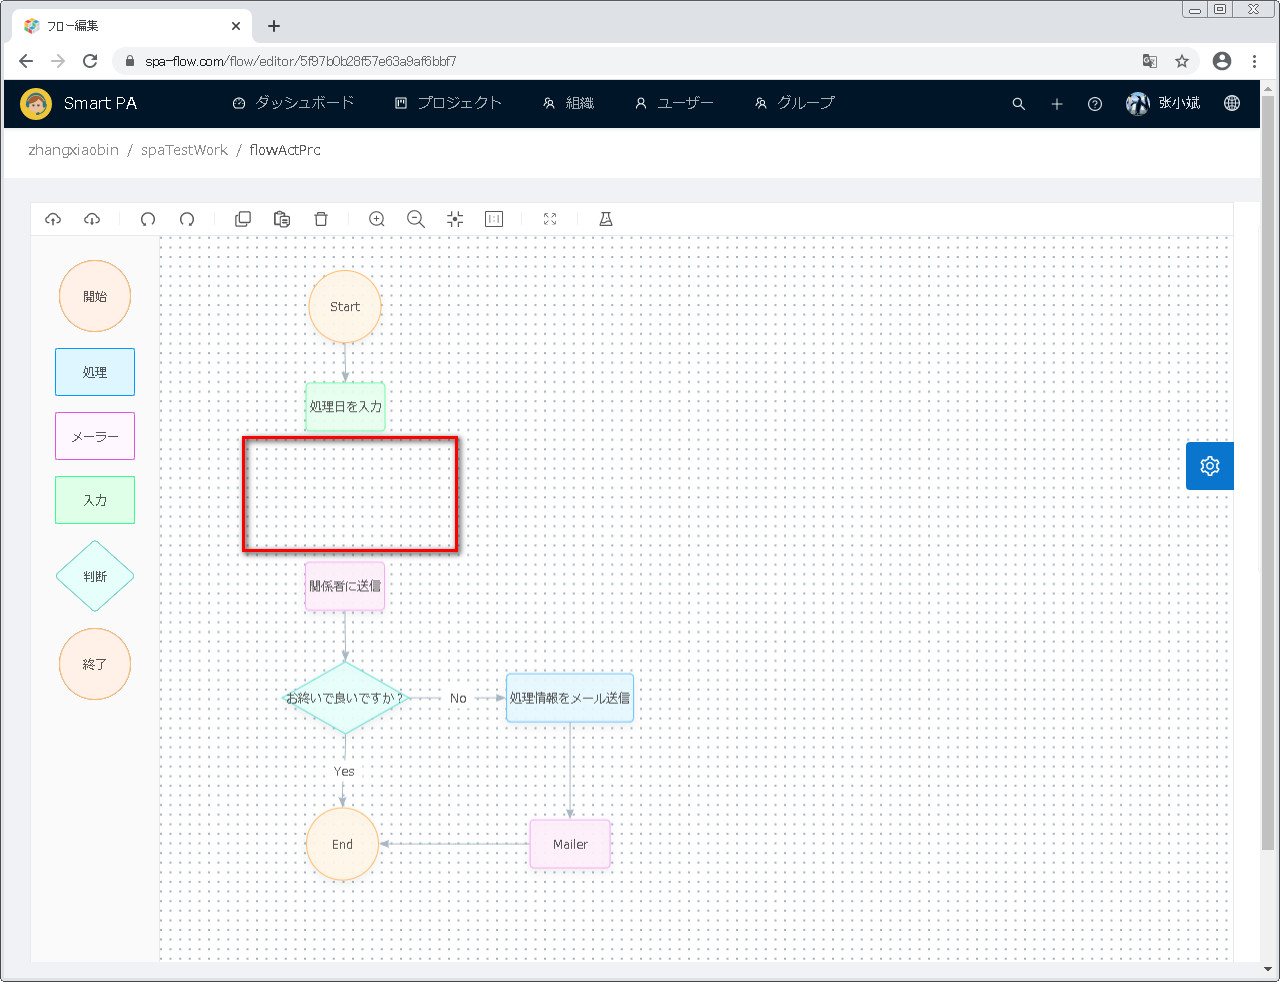 フロー編集
spa-flow.com/flow/editor/5f97b0b28f57e63a9af6bbf7
Smart PA ダッシュボード プロジェクト 組織 ユーザー グループ 张小斌
zhangxiaobin / spaTestWork / flowActPrc
開始
処理
メーラー
入力
判断
終了
Start
処理日を入力
関係者に送信
お終いで良いですか？ No 処理情報をメール送信
Yes
End Mailer